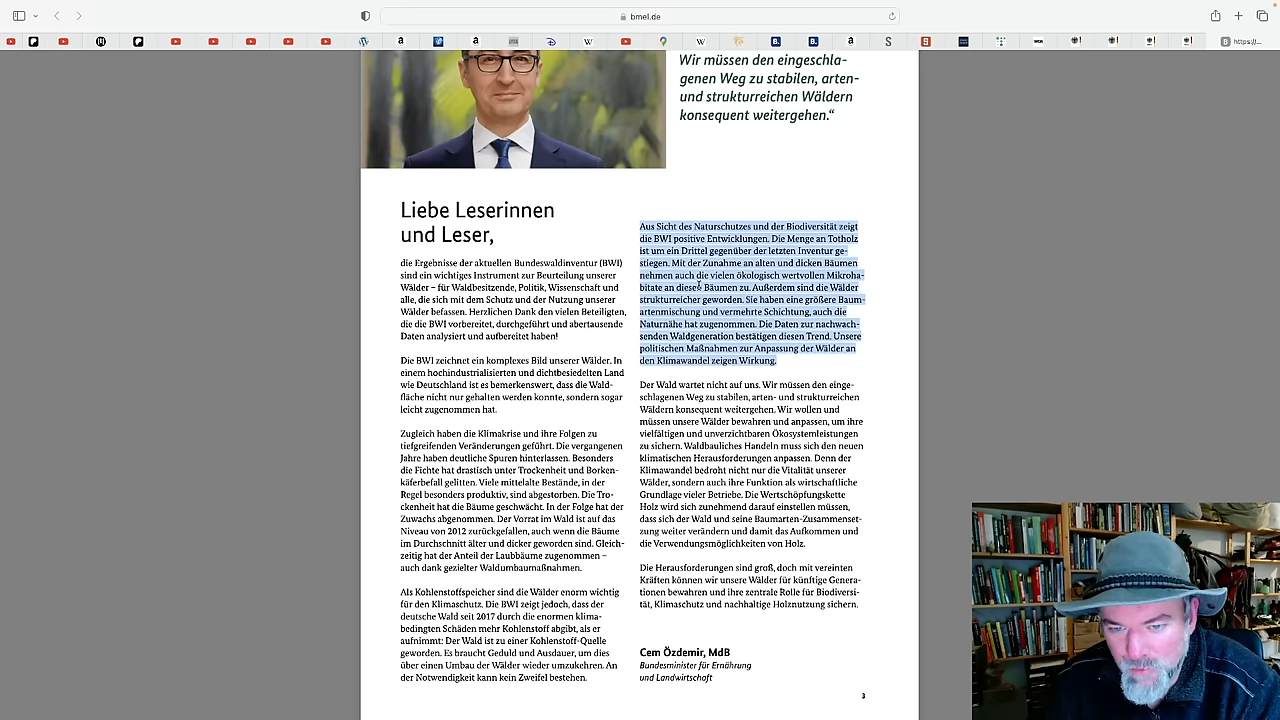 bmel.de
https://...
Wir müssen den eingeschla-
genen Weg zu stabilen, arten-
und strukturreichen Wäldern
konsequent weitergehen.“
Liebe Leserinnen
und Leser,
die Ergebnisse der aktuellen Bundeswaldinventur (BWI)
sind ein wichtiges Instrument zur Beurteilung unserer
Wälder – für Waldbesitzende, Politik, Wissenschaft und
alle, die sich mit dem Schutz und der Nutzung unserer
Wälder befassen. Herzlichen Dank den vielen Beteiligten,
die die BWI vorbereitet, durchgeführt und abertausende
Daten analysiert und aufbereitet haben!
Die BWI zeichnet ein komplexes Bild unserer Wälder. In
einem hochindustrialisierten und dichtbesiedelten Land
wie Deutschland ist es bemerkenswert, dass die Wald-
fläche nicht nur gehalten werden konnte, sondern sogar
leicht zugenommen hat.
Zugleich haben die Klimakrise und ihre Folgen zu
tiefgreifenden Veränderungen geführt. Die vergangenen
Jahre haben deutliche Spuren hinterlassen. Besonders
die Fichte hat drastisch unter Trockenheit und Borken-
käferbefall gelitten. Viele mittelalte Bestände, in der
Regel besonders produktiv, sind abgestorben. Die Tro-
ckenheit hat die Bäume geschwächt. In der Folge hat der
Zuwachs abgenommen. Der Vorrat im Wald ist auf das
Niveau von 2012 zurückgefallen, auch wenn die Bäume
im Durchschnitt älter und dicker geworden sind. Gleich-
zeitig hat der Anteil der Laubbäume zugenommen –
auch dank gezielter Waldumbaumaßnahmen.
Als Kohlenstoffspeicher sind die Wälder enorm wichtig
für den Klimaschutz. Die BWI zeigt jedoch, dass der
deutsche Wald seit 2017 durch die enormen klima-
bedingten Schäden mehr Kohlenstoff abgibt, als er
aufnimmt: Der Wald ist zu einer Kohlenstoff-Quelle
geworden. Es braucht Geduld und Ausdauer, um dies
über einen Umbau der Wälder wieder umzukehren. An
der Notwendigkeit kann kein Zweifel bestehen.
Aus Sicht des Naturschutzes und der Biodiversität zeigt
die BWI positive Entwicklungen. Die Menge an Totholz
ist um ein Drittel gegenüber der letzten Inventur ge-
stiegen. Mit der Zunahme an alten und dicken Bäumen
nehmen auch die vielen ökologisch wertvollen Mikroha-
bitate an diesen Bäumen zu. Außerdem sind die Wälder
strukturreicher geworden. Sie haben eine größere Baum-
artenmischung und vermehrte Schichtung, auch die
Naturnähe hat zugenommen. Die Daten zur nachwach-
senden Waldgeneration bestätigen diesen Trend. Unsere
politischen Maßnahmen zur Anpassung der Wälder an
den Klimawandel zeigen Wirkung.
Der Wald wartet nicht auf uns. Wir müssen den einge-
schlagenen Weg zu stabilen, arten- und strukturreichen
Wäldern konsequent weitergehen. Wir wollen und
müssen unsere Wälder bewahren und anpassen, um ihre
vielfältigen und unverzichtbaren Ökosystemleistungen
zu sichern. Waldbauliches Handeln muss sich den neuen
klimatischen Herausforderungen anpassen. Denn der
Klimawandel bedroht nicht nur die Vitalität unserer
Wälder, sondern auch ihre Funktion als wirtschaftliche
Grundlage vieler Betriebe. Die Wertschöpfungskette
Holz wird sich zunehmend darauf einstellen müssen,
dass sich der Wald und seine Baumarten-Zusammenset-
zung weiter verändern und damit das Aufkommen und
die Verwendungsmöglichkeiten von Holz.
Die Herausforderungen sind groß, doch mit vereinten
Kräften können wir unsere Wälder für künftige Genera-
tionen bewahren und ihre zentrale Rolle für Biodiversi-
tät, Klimaschutz und nachhaltige Holznutzung sichern.
Cem Özdemir, MdB
Bundesminister für Ernährung
und Landwirtschaft
3